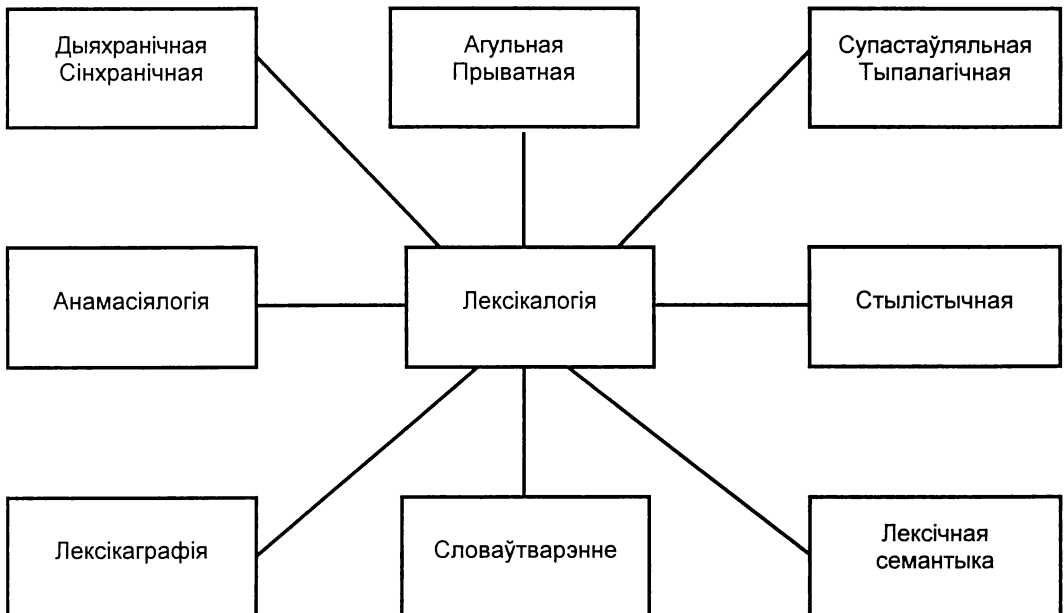 Дыяхранічная
Сінхранічная
Агульная
Прыватная
Супастаўляльная
Тыпалагічная
Анамасіялогія
Лексікалогія
Стылістычная
Лексікаграфія
Словаўтварэнне
Лексічная
семантыка